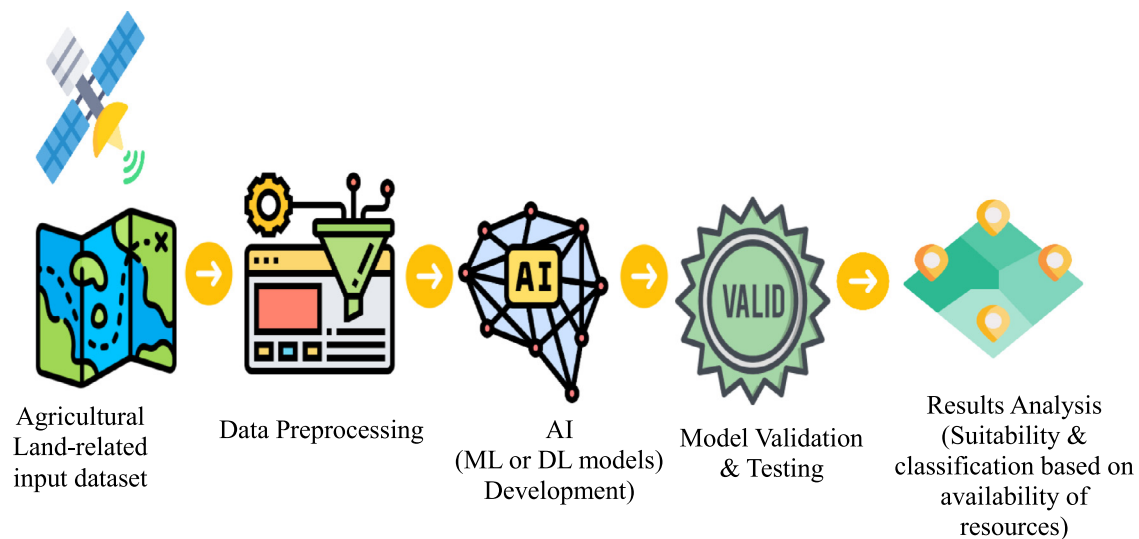 AI
VALID
Agricultural
Land-related
input dataset
Data Preprocessing
AI
(ML or DL models)
Development)
Model Validation
& Testing
Results Analysis
(Suitability &
classification based on
availability of
resources)